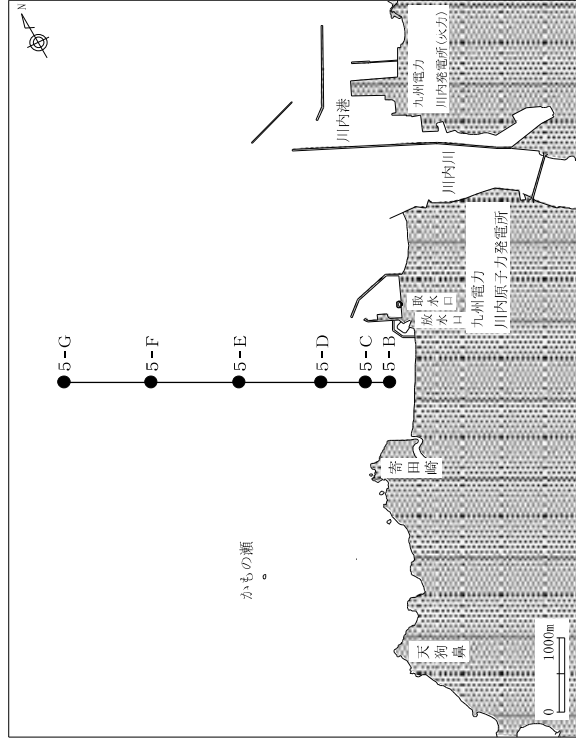 N
九州電力
川内発電所(火力)
川内港
川内川
九州電力
川内原子力発電所
取水口
放水口
5-G
5-F
5-E
5-D
5-C
5-B
寄田崎
かもの瀬
天狗鼻
0 1000m